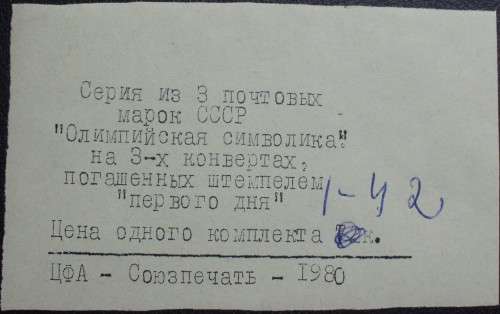 Серия из 3 почтовых
марок СССР
"Олимпийская символика"
на 3-х конвертах,
погашенных штемпелем
"первого дня"
1-42
Цена одного комплекта к.
ЦФА - Союзпечать - 1980